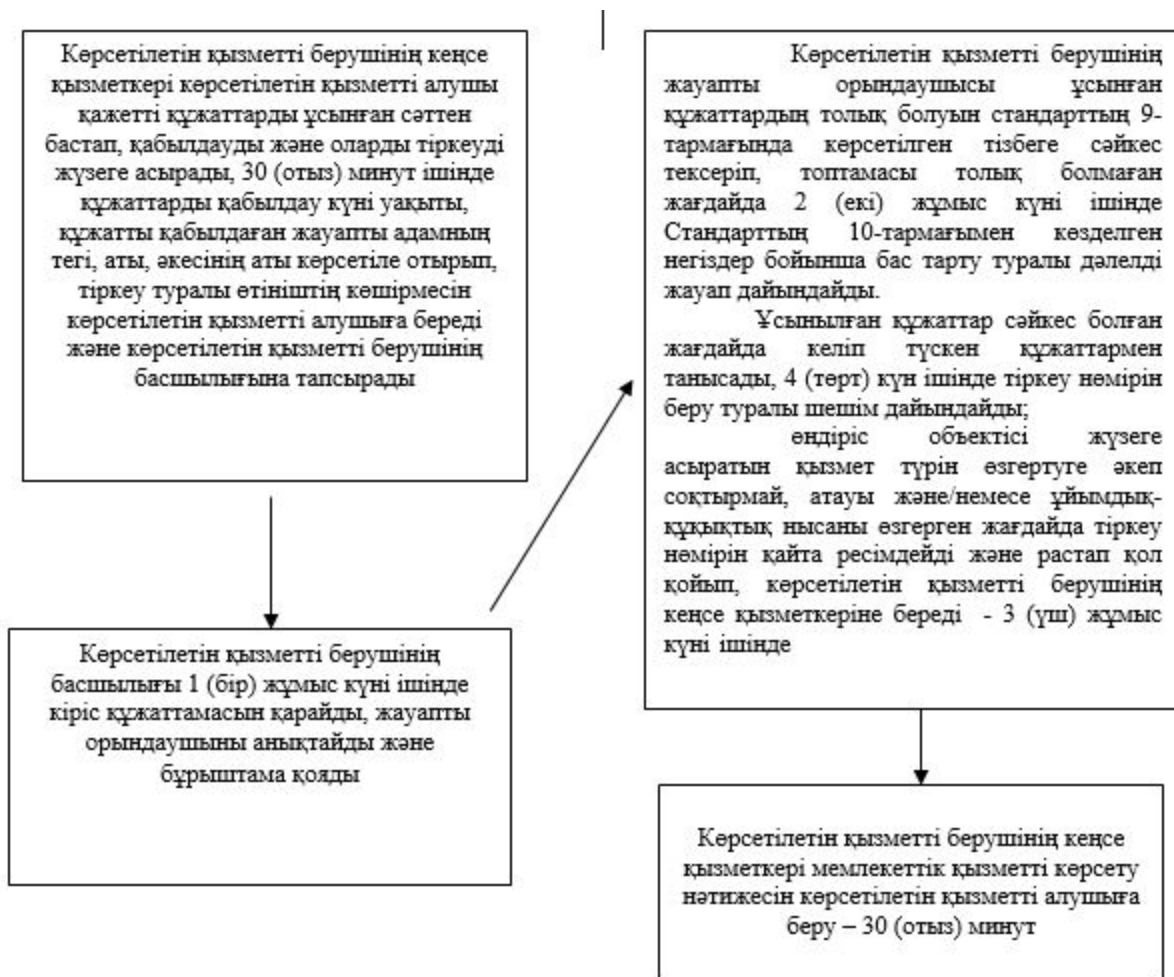 Көрсетілетін қызметті берушінің кеңсе
қызметкері көрсетілетін қызметті алушы
қажетті құжаттарды ұсынған сәттен
бастап, қабылдауды және оларды тіркеуді
жүзеге асырады, 30 (отыз) минут ішінде
құжаттарды қабылдау күні уақыты,
құжатты қабылдаған жауапты адамның
тегі, аты, әкесінің аты көрсетіле отырып,
тіркеу туралы өтініштің көшірмесін
көрсетілетін қызметті алушыға береді
және көрсетілетін қызметті берушінің
басшылығына тапсырады
Көрсетілетін қызметті берушінің
басшылығы 1 (бір) жұмыс күні ішінде
кіріс құжаттамасын қарайды, жауапты
орындаушыны анықтайды және
бұрыштама қояды
Көрсетілетін қызметті берушінің
жауапты орындаушысы ұсынған
құжаттардың толық болуын стандарттың 9-
тармағында көрсетілген тізбеге сәйкес
тексеріп, топтамасы толық болмаған
жағдайда 2 (екі) жұмыс күні ішінде
Стандарттың 10-тармағымен көзделген
негіздер бойынша бас тарту туралы дәлелді
жауап дайындайды.
Ұсынылған құжаттар сәйкес болған
жағдайда келіп түскен құжаттармен
танысады, 4 (төрт) күн ішінде тіркеу нөмірін
беру туралы шешім дайындайды;
өндіріс объектісі жүзеге
асыратын қызмет түрін өзгертуге әкеп
соқтырмай, атауы және/немесе ұйымдық-
құқықтық нысаны өзгерген жағдайда тіркеу
нөмірін қайта ресімдейді және растап қол
қойып, көрсетілетін қызметті берушінің
кеңсе қызметкеріне береді - 3 (үш) жұмыс
күні ішінде
Көрсетілетін қызметті берушінің кеңсе
қызметкері мемлекеттік қызметті көрсету
нәтижесін көрсетілетін қызметті алушыға
беру – 30 (отыз) минут